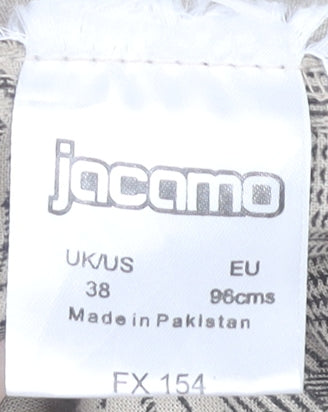 jacamo
UK/US EU
38 96cms
Made in Pakistan
FX 154